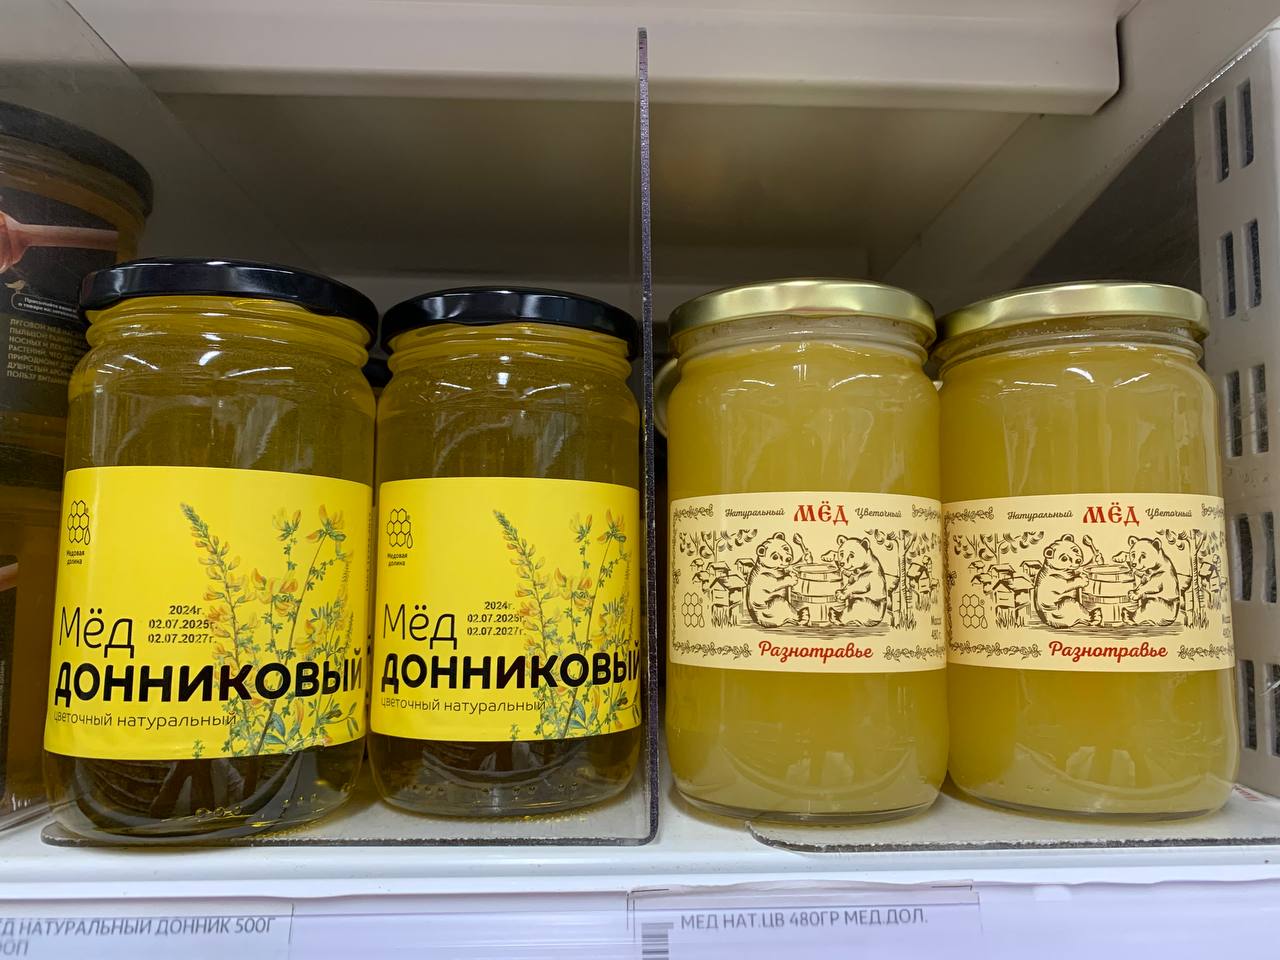 Медовая
долина
Мёд
2024г.
02.07.2025г.
02.07.2027г.
ДОННИКОВЫЙ
цветочный натуральный
Медовая
долина
Мёд
2024г.
02.07.2025г.
02.07.2027г.
ДОННИКОВЫЙ
цветочный натуральный
Натуральный МЁД Цветочный
Разнотравье
Натуральный МЁД Цветочный
Разнотравье
НАТУРАЛЬНЫЙ ДОННИК 500Г
МЕД НАТ.ЦВ 480ГР МЕД.ДОЛ.